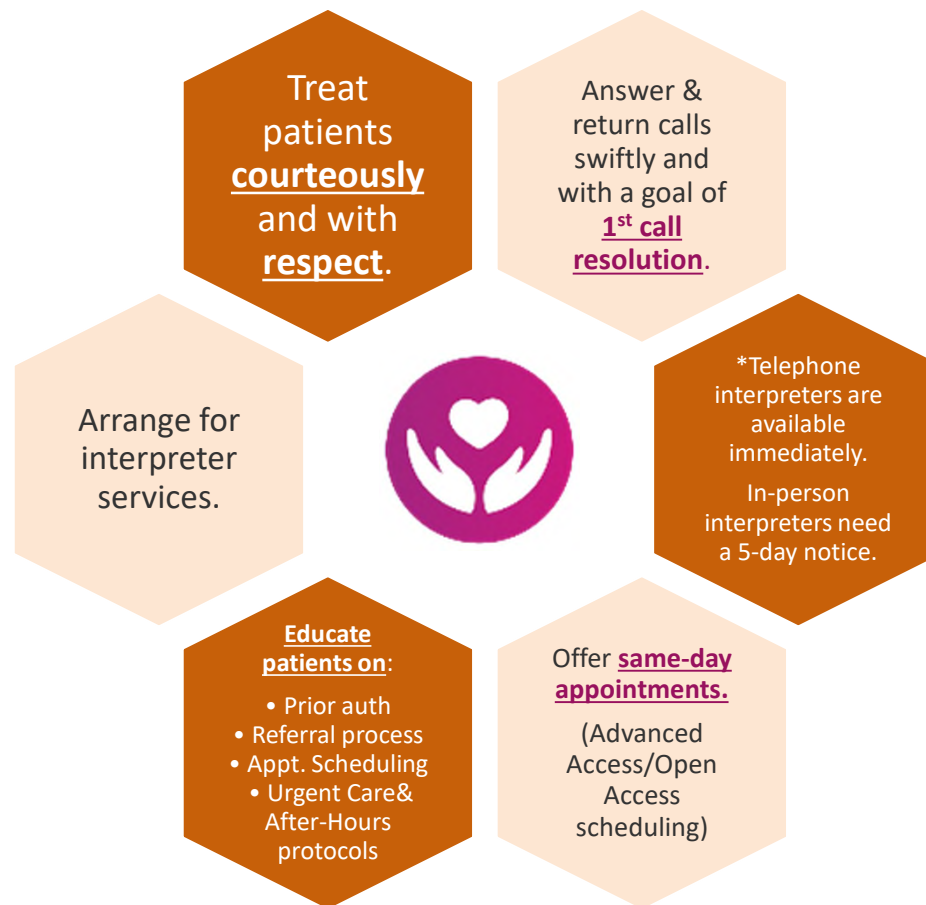 Treat
patients
courteously
and with
respect.
Answer &
return calls
swiftly and
with a goal of
1st call
resolution.
Arrange for
interpreter
services.
*Telephone
interpreters are
available
immediately.
In-person
interpreters need
a 5-day notice.
Educate
patients on:
• Prior auth
• Referral process
• Appt. Scheduling
• Urgent Care&
After-Hours
protocols
Offer same-day
appointments.
(Advanced
Access/Open
Access
scheduling)